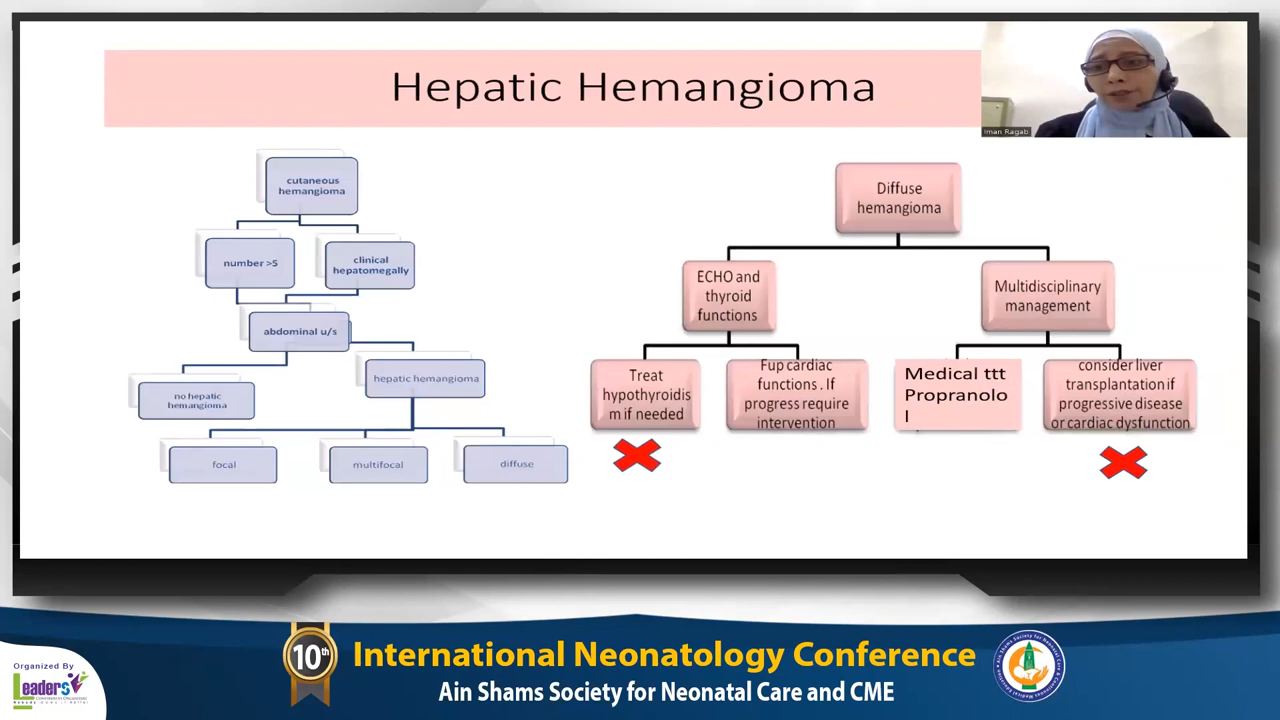 Hepatic Hemangioma
Iman Ragab
cutaneous
hemangioma
number >5
clinical
hepatomegally
abdominal u/s
no hepatic
hemangioma
hepatic hemangioma
focal
multifocal
diffuse
Diffuse
hemangioma
ECHO and
thyroid
functions
Multidisciplinary
management
Treat
hypothyroidis
m if needed
Fup cardiac
functions . If
progress require
intervention
Medical ttt
Propranolo
l
consider liver
transplantation if
progressive disease
or cardiac dysfunction
Organized By
Leaders
10th
International Neonatology Conference
Ain Shams Society for Neonatal Care and CME